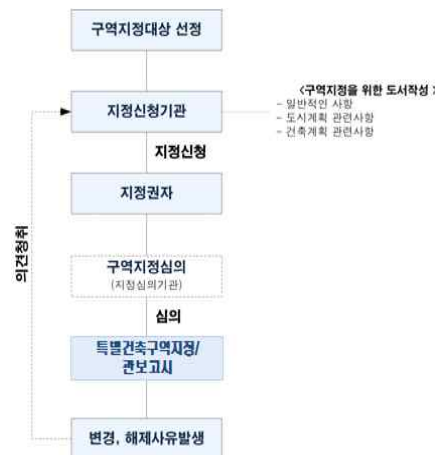 구역지정대상 선정
지정신청기관
<구역지정을 위한 도서작성 >
- 일반적인 사항
- 도시계획 관련사항
- 건축계획 관련사항
지정신청
지정권자
의견청취
구역지정심의
(지정심의기관)
심의
특별건축구역지정/
관보고시
변경, 해제사유발생